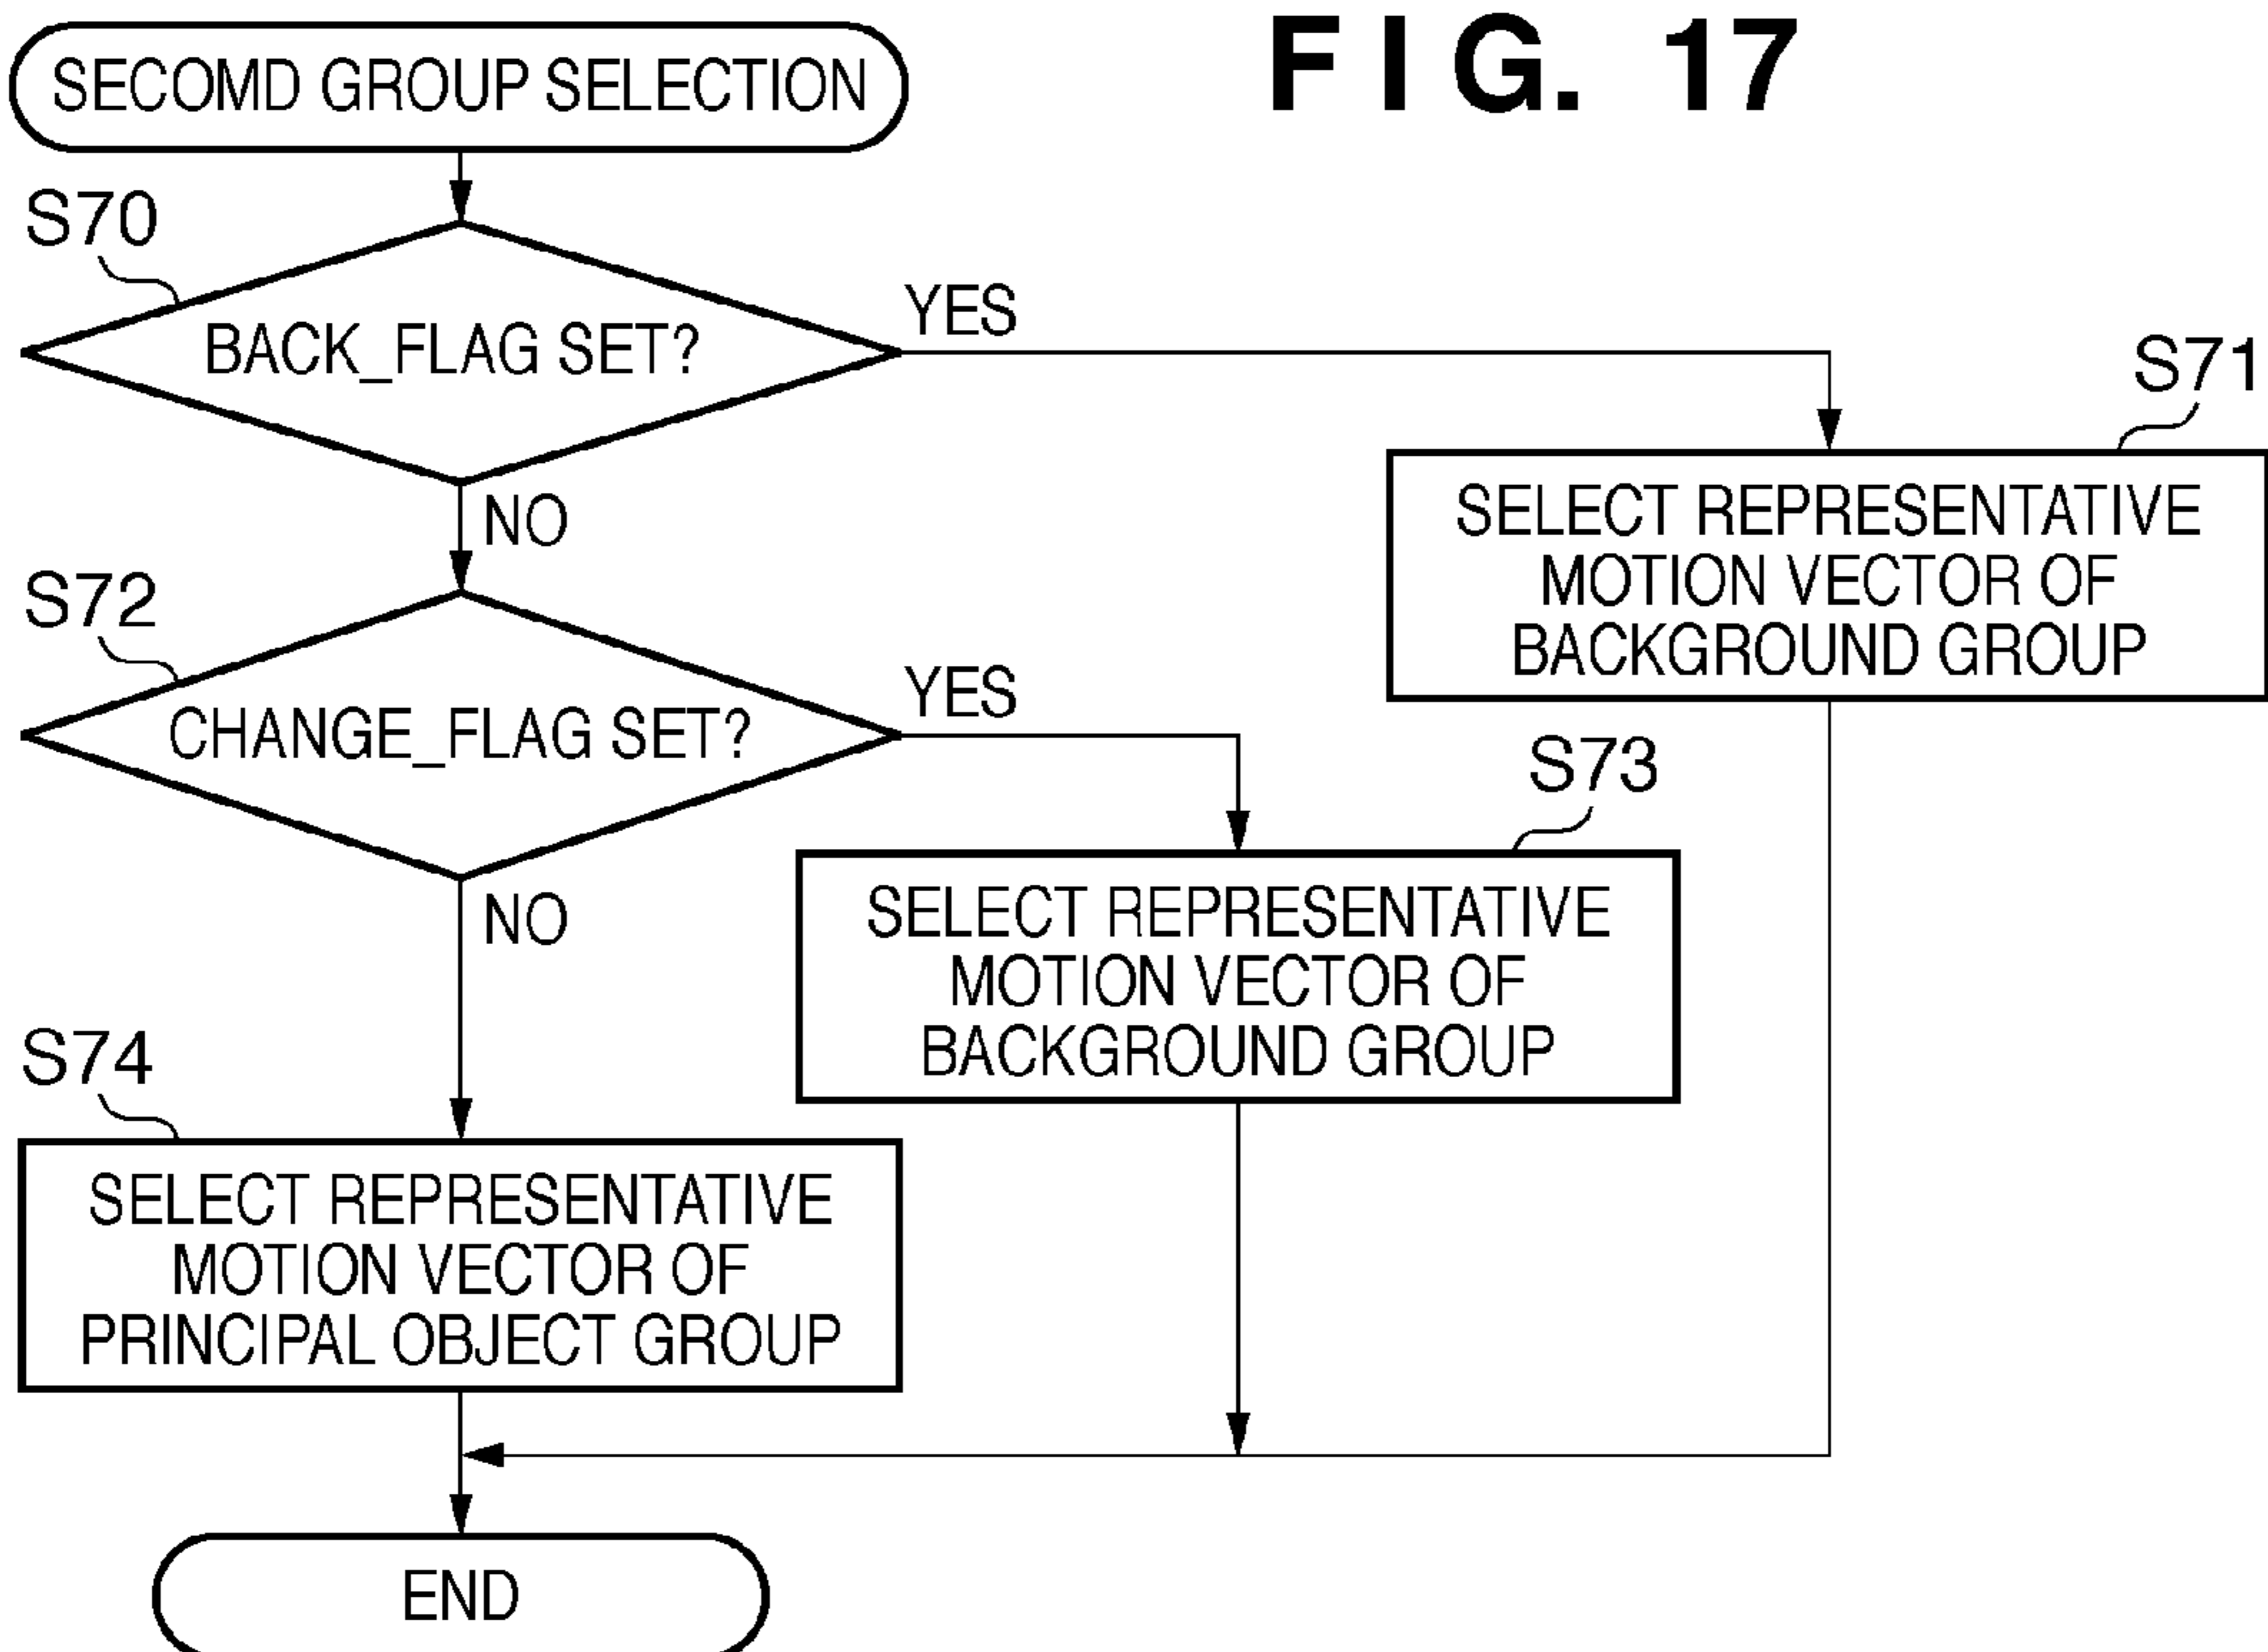 FIG. 17
SECOMD GROUP SELECTION
S70
BACK_FLAG SET?
YES
NO
S71
SELECT REPRESENTATIVE
MOTION VECTOR OF
BACKGROUND GROUP
S72
CHANGE_FLAG SET?
YES
NO
S73
SELECT REPRESENTATIVE
MOTION VECTOR OF
BACKGROUND GROUP
S74
SELECT REPRESENTATIVE
MOTION VECTOR OF
PRINCIPAL OBJECT GROUP
END